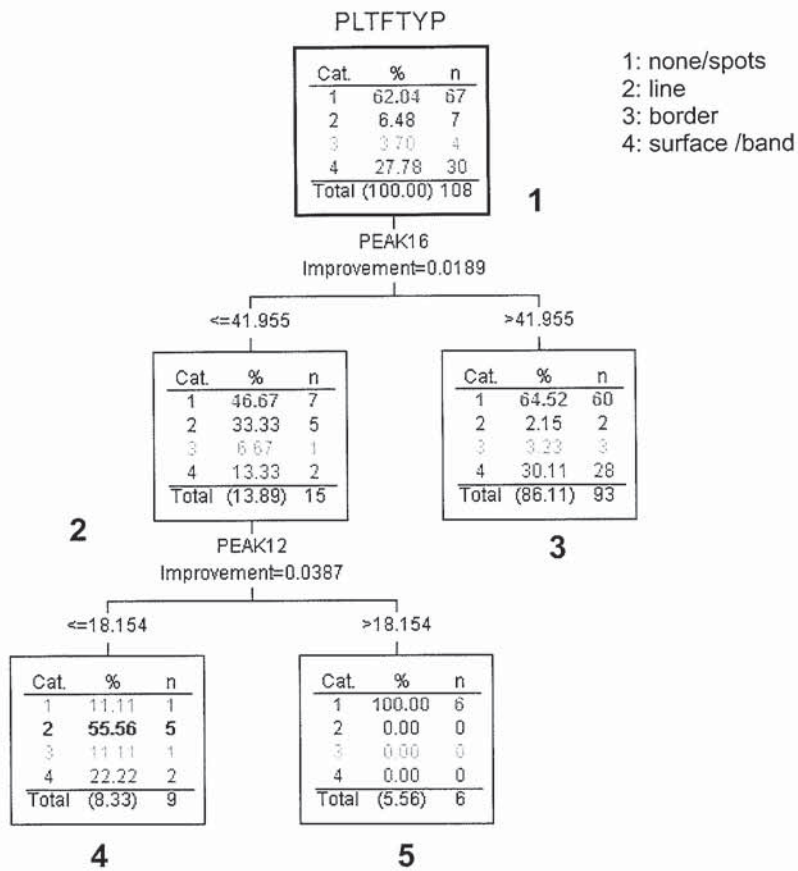 PLTFTYP
Cat. % n
1 62.04 67
2 6.48 7
3 3.70 4
4 27.78 30
Total (100.00) 108
1
1: none/spots
2: line
3: border
4: surface /band
PEAK16
Improvement=0.0189
<=41.955
>41.955
Cat. % n
1 46.67 7
2 33.33 5
3 6.67 1
4 13.33 2
Total (13.89) 15
2
Cat. % n
1 64.52 60
2 2.15 2
3 3.23 3
4 30.11 28
Total (86.11) 93
3
PEAK12
Improvement=0.0387
<=18.154
>18.154
Cat. % n
1 11.11 1
2 55.56 5
3 11.11 1
4 22.22 2
Total (8.33) 9
4
Cat. % n
1 100.00 6
2 0.00 0
3 0.00 0
4 0.00 0
Total (5.56) 6
5